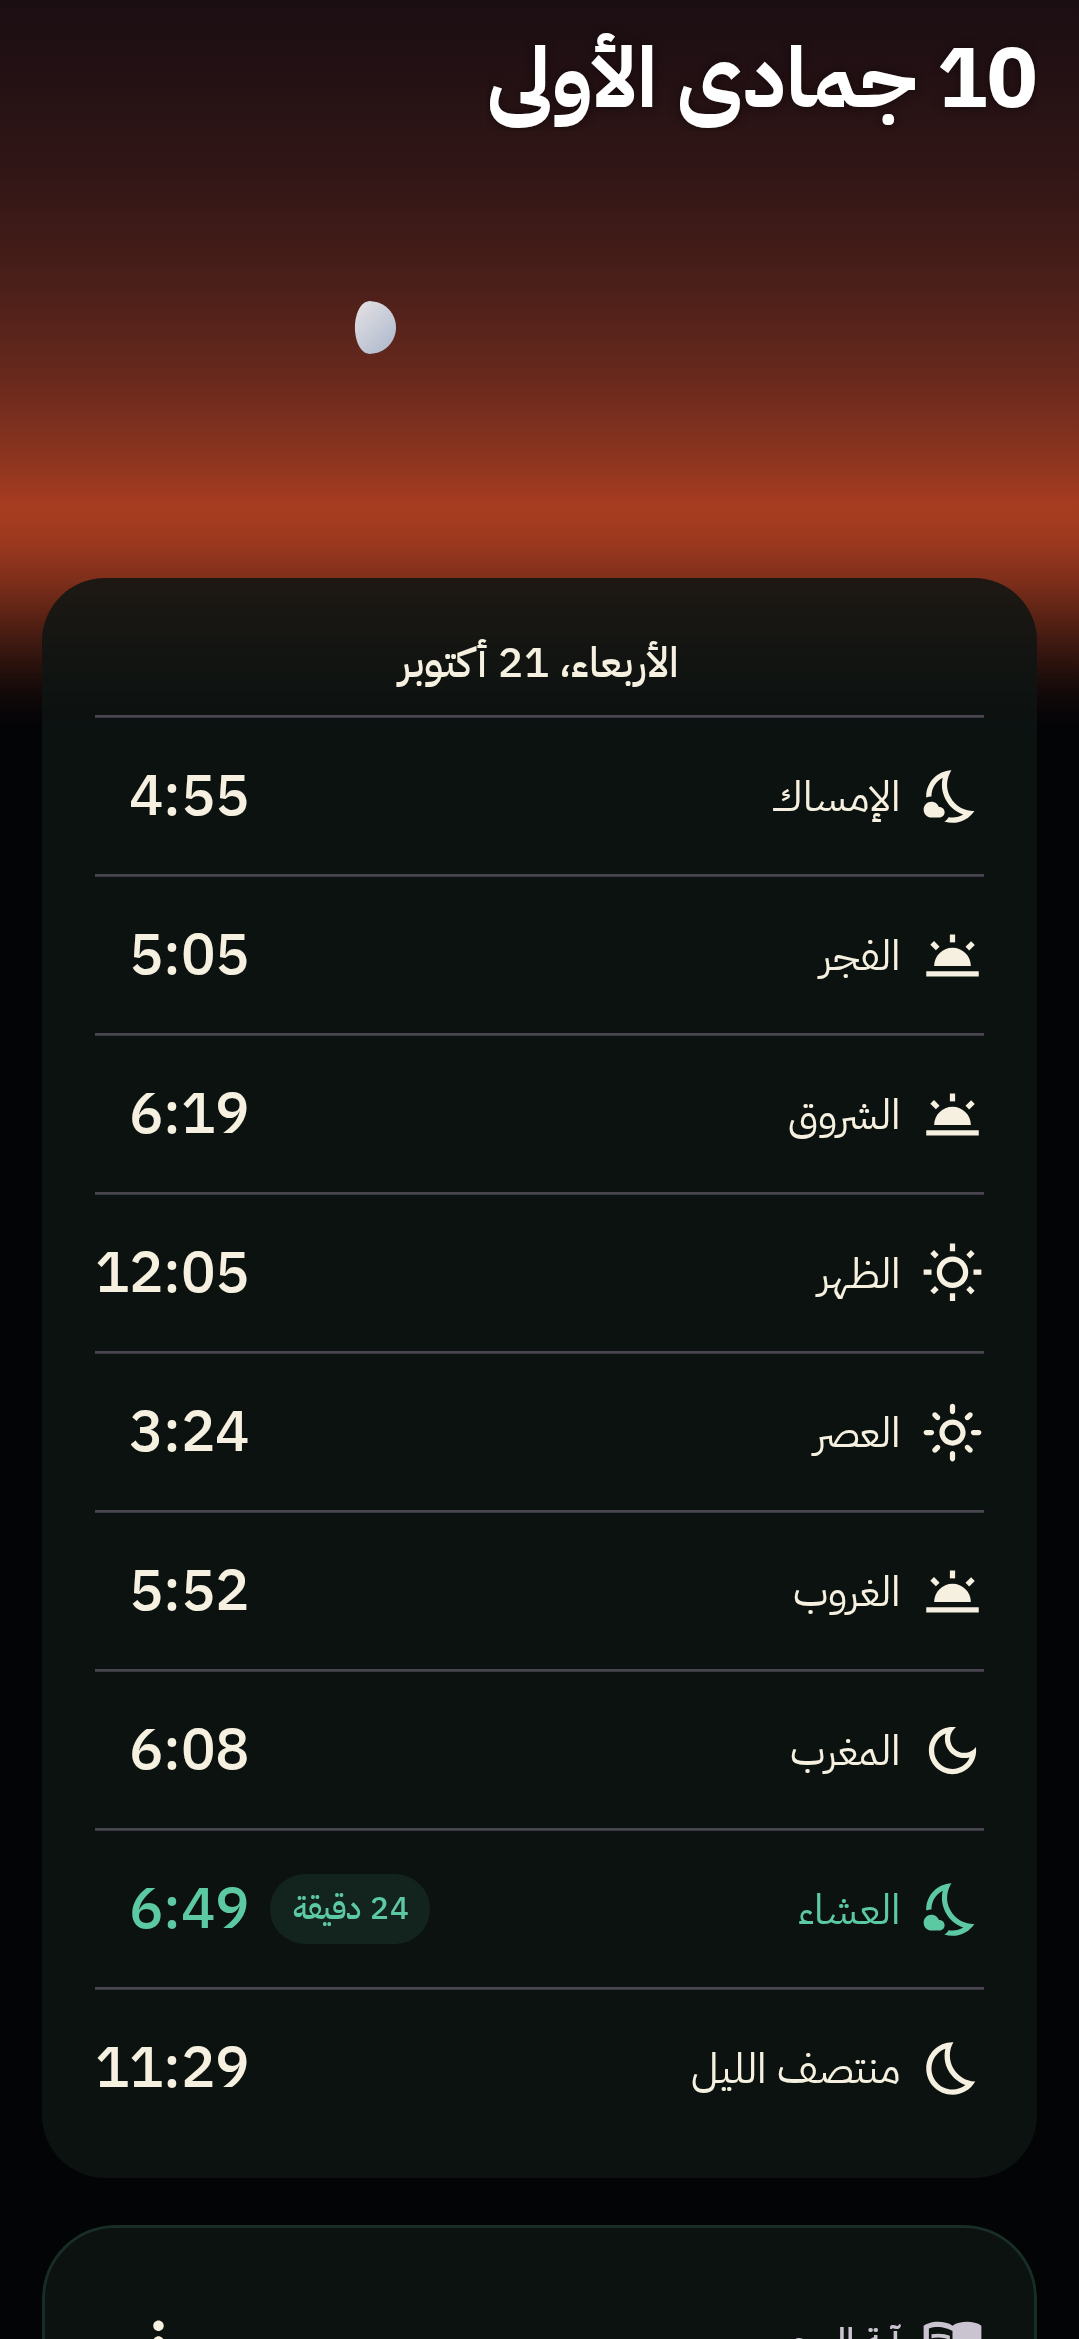 10 جمادى الأولى
الأربعاء، 21 أكتوبر
الإمساك 4:55
الفجر 5:05
الشروق 6:19
الظهر 12:05
العصر 3:24
الغروب 5:52
المغرب 6:08
العشاء 24 دقيقة 6:49
منتصف الليل 11:29